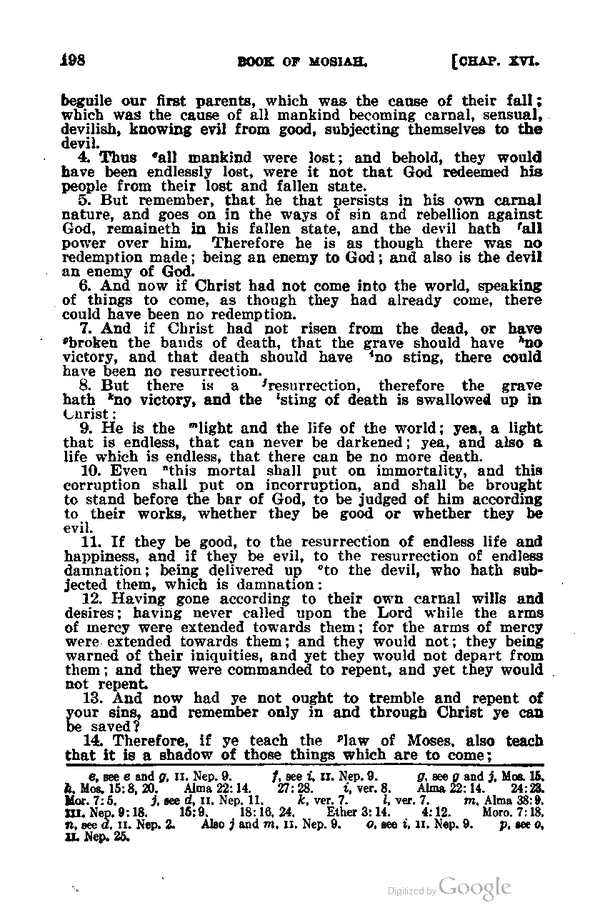 198 BOOK OF MOSIAH. [CHAP. XVI.
beguile our first parents, which was the cause of their fall;
which was the cause of all mankind becoming carnal, sensual,
devilish, knowing evil from good, subjecting themselves to the
devil.
4. Thus ᵉall mankind were lost; and behold, they would
have been endlessly lost, were it not that God redeemed his
people from their lost and fallen state.
5. But remember, that he that persists in his own carnal
nature, and goes on in the ways of sin and rebellion against
God, remaineth in his fallen state, and the devil hath ᶠall
power over him. Therefore he is as though there was no
redemption made; being an enemy to God; and also is the devil
an enemy of God.
6. And now if Christ had not come into the world, speaking
of things to come, as though they had already come, there
could have been no redemption.
7. And if Christ had not risen from the dead, or have
ᵍbroken the bands of death, that the grave should have ʰno
victory, and that death should have ⁱno sting, there could
have been no resurrection.
8. But there is a ʲresurrection, therefore the grave
hath ᵏno victory, and the ˡsting of death is swallowed up in
Christ:
9. He is the ᵐlight and the life of the world; yea, a light
that is endless, that can never be darkened; yea, and also a
life which is endless, that there can be no more death.
10. Even ⁿthis mortal shall put on immortality, and this
corruption shall put on incorruption, and shall be brought
to stand before the bar of God, to be judged of him according
to their works, whether they be good or whether they be
evil.
11. If they be good, to the resurrection of endless life and
happiness, and if they be evil, to the resurrection of endless
damnation; being delivered up ᵒto the devil, who hath sub-
jected them, which is damnation:
12. Having gone according to their own carnal wills and
desires; having never called upon the Lord while the arms
of mercy were extended towards them; for the arms of mercy
were extended towards them; and they would not; they being
warned of their iniquities, and yet they would not depart from
them; and they were commanded to repent, and yet they would
not repent.
13. And now had ye not ought to tremble and repent of
your sins, and remember only in and through Christ ye can
be saved?
14. Therefore, if ye teach the ᵖlaw of Moses, also teach
that it is a shadow of those things which are to come;
e, see e and g, II. Nep. 9. f, see i, II. Nep. 9. g, see g and j, Mos. 15.
h, Mos. 15:8, 20. Alma 22:14. 27:28. i, ver. 8. Alma 22:14. 24:23.
Mor. 7:5. j, see d, II. Nep. 11. k, ver. 7. l, ver. 7. m, Alma 38:9.
III. Nep. 9:18. 15:9. 18:16, 24. Ether 3:14. 4:12. Moro. 7:18.
n, see d, II. Nep. 2. Also j and m, II. Nep. 9. o, see i, II. Nep. 9. p, see o,
II. Nep. 25.
Digitized by Google